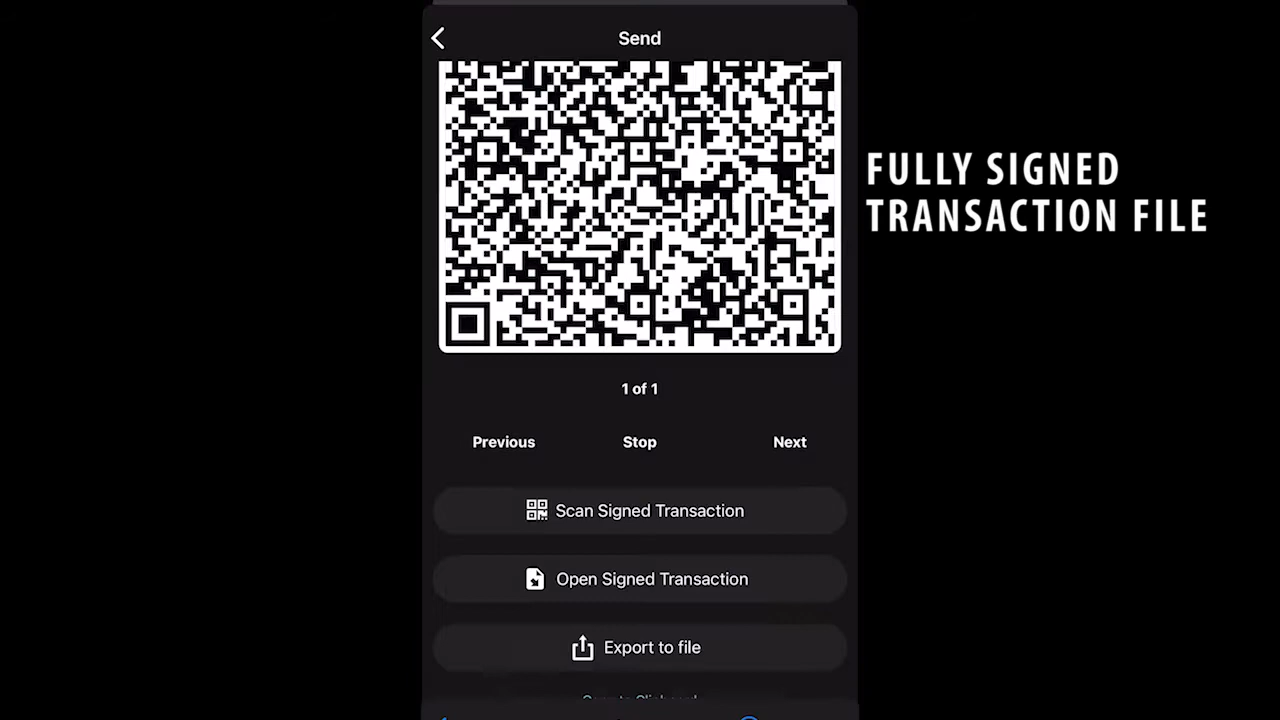 Send
FULLY SIGNED
TRANSACTION FILE
1 of 1
Previous
Stop
Next
Scan Signed Transaction
Open Signed Transaction
Export to file